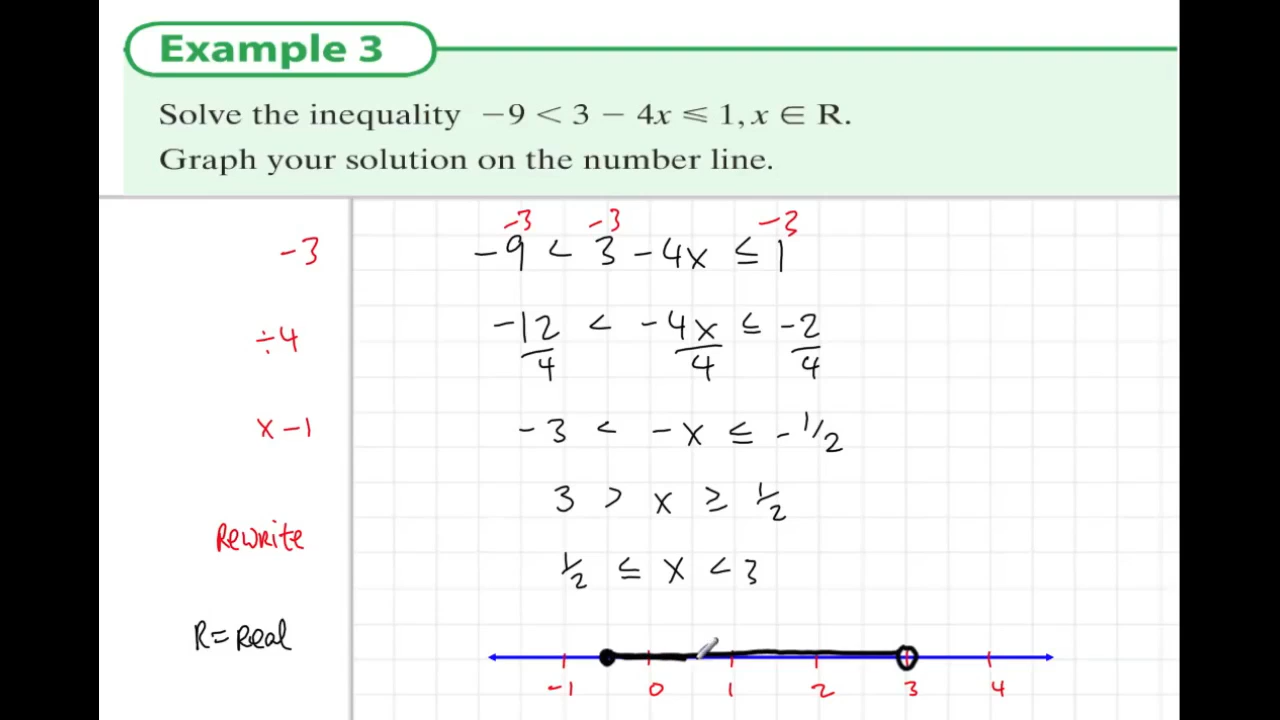 Example 3
Solve the inequality −9 < 3 − 4x ⩽ 1, x ∈ R.
Graph your solution on the number line.
-3 -3 -3
-3 -9 < 3 - 4x ≤ 1
÷4 -12/4 < -4x/4 ≤ -2/4
x -1 -3 < -x ≤ -1/2
3 > x ≥ 1/2
Rewrite
1/2 ≤ x < 3
R = Real
-1 0 1 2 3 4